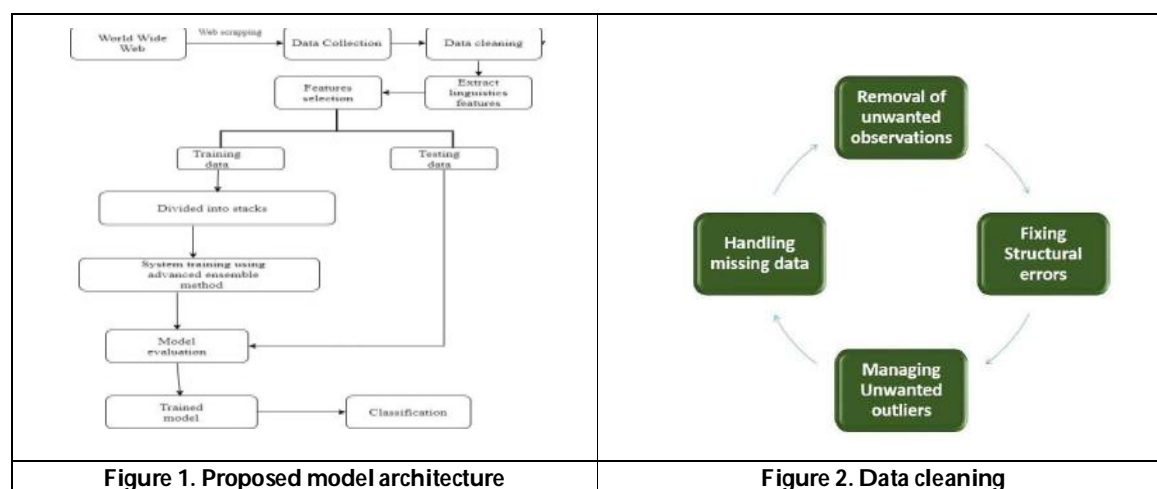 World Wide
Web
Web scrapping
Data Collection
Data cleaning
Features
selection
Extract
linguistics
features
Training
data
Testing
data
Divided into stacks
System training using
advanced ensemble
method
Model
evaluation
Trained
model
Classification
Figure 1. Proposed model architecture
Removal of
unwanted
observations
Fixing
Structural
errors
Managing
Unwanted
outliers
Handling
missing data
Figure 2. Data cleaning